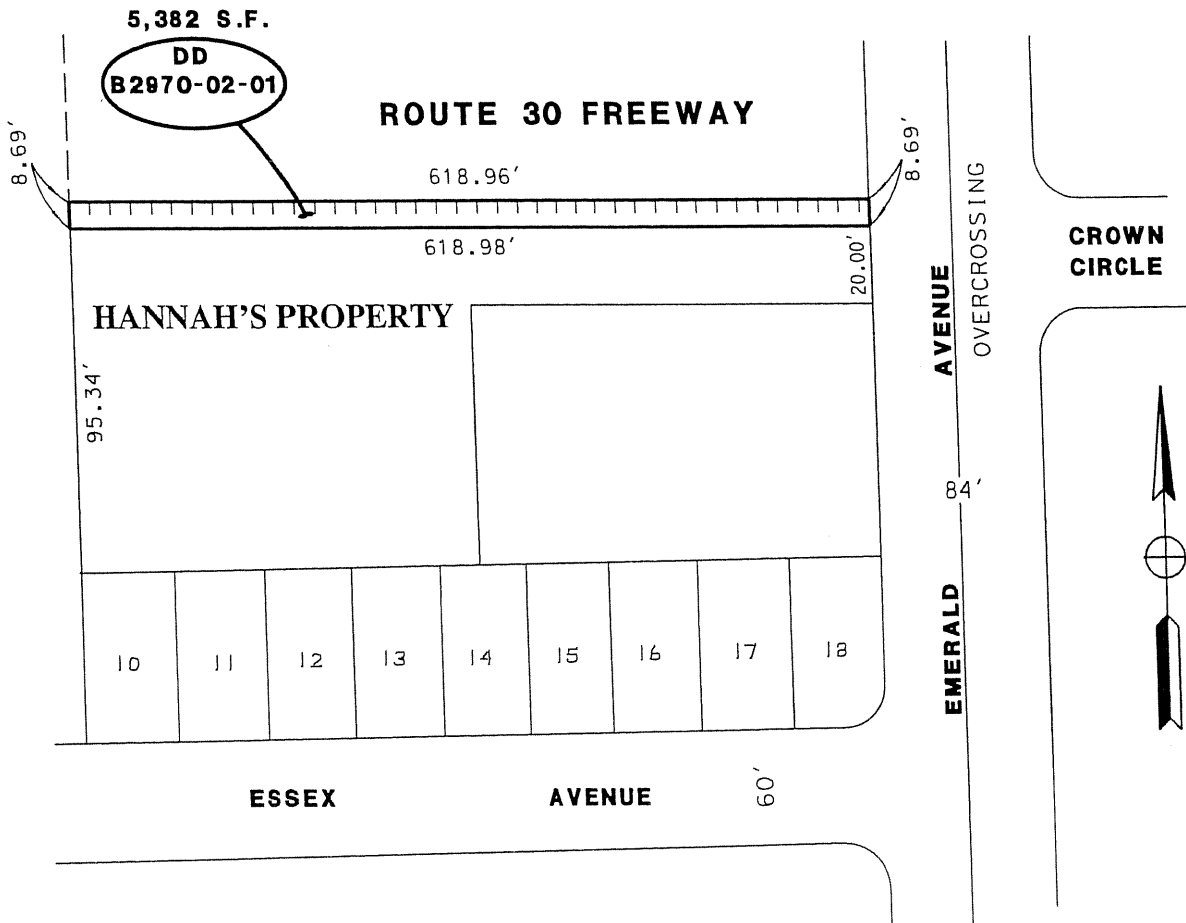 5,382 S.F.
DD
B2970-02-01
ROUTE 30 FREEWAY
8.69'
618.96'
8.69'
618.98'
20.00'
HANNAH'S PROPERTY
95.34'
AVENUE
OVERCROSSING
CROWN
CIRCLE
84'
EMERALD
10
11
12
13
14
15
16
17
18
ESSEX AVENUE
60'